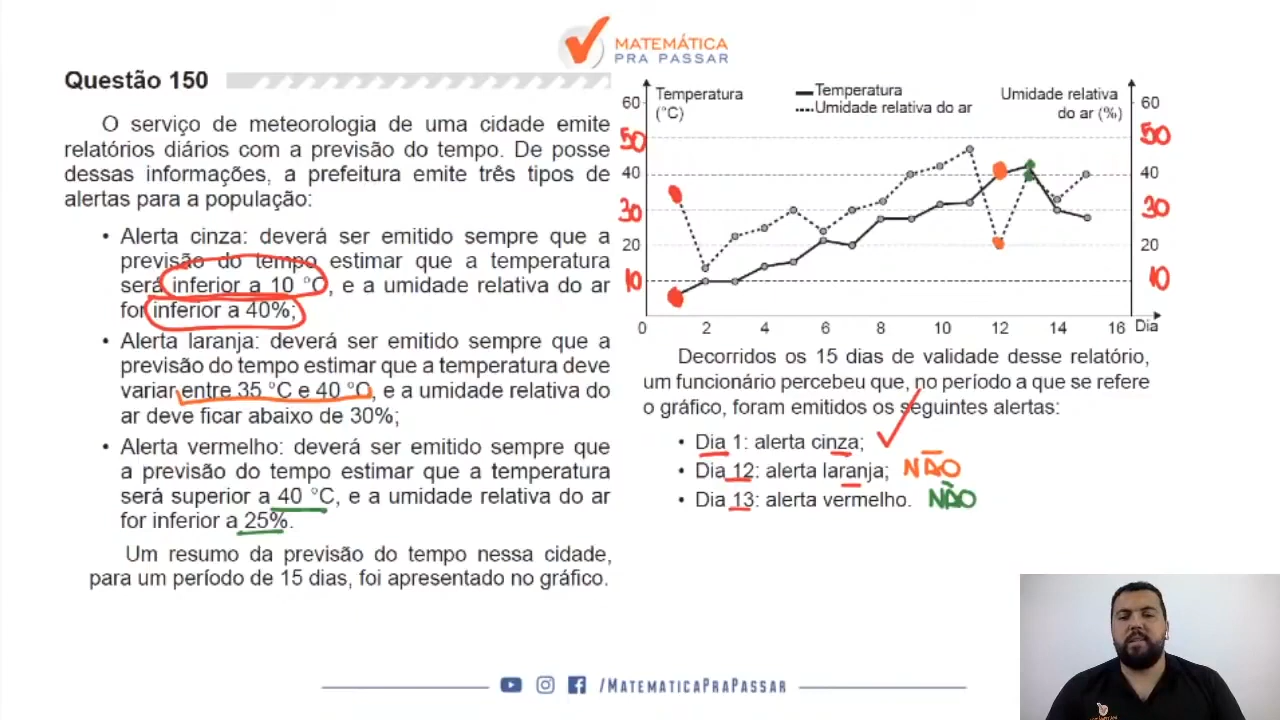 MATEMÁTICA
PRA PASSAR
Questão 150
O serviço de meteorologia de uma cidade emite
relatórios diários com a previsão do tempo. De posse
dessas informações, a prefeitura emite três tipos de
alertas para a população:
• Alerta cinza: deverá ser emitido sempre que a
previsão do tempo estimar que a temperatura
será inferior a 10 °C, e a umidade relativa do ar
for inferior a 40%;
• Alerta laranja: deverá ser emitido sempre que a
previsão do tempo estimar que a temperatura deve
variar entre 35 °C e 40 °C, e a umidade relativa do
ar deve ficar abaixo de 30%;
• Alerta vermelho: deverá ser emitido sempre que
a previsão do tempo estimar que a temperatura
será superior a 40 °C, e a umidade relativa do ar
for inferior a 25%.
Um resumo da previsão do tempo nessa cidade,
para um período de 15 dias, foi apresentado no gráfico.
Temperatura
(°C)
Temperatura
Umidade relativa do ar
Umidade relativa
do ar (%)
60 60
50 50
40 40
30 30
20 20
10 10
0 2 4 6 8 10 12 14 16 Dia
Decorridos os 15 dias de validade desse relatório,
um funcionário percebeu que, no período a que se refere
o gráfico, foram emitidos os seguintes alertas:
• Dia 1: alerta cinza;
• Dia 12: alerta laranja; NÃO
• Dia 13: alerta vermelho. NÃO
/MATEMATICAPRAPASSAR